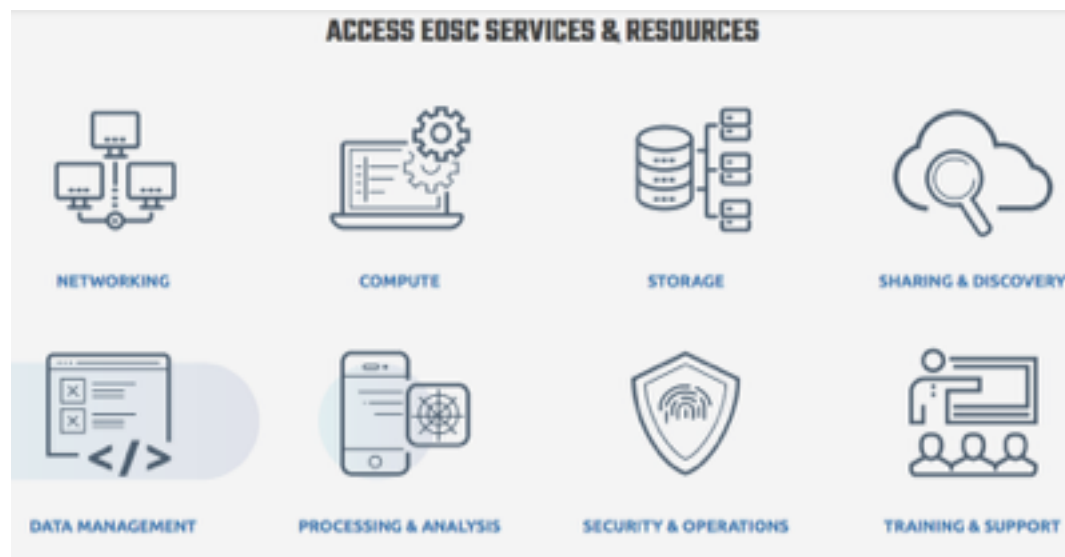 ACCESS EOSC SERVICES & RESOURCES
NETWORKING
COMPUTE
STORAGE
SHARING & DISCOVERY
DATA MANAGEMENT
PROCESSING & ANALYSIS
SECURITY & OPERATIONS
TRAINING & SUPPORT